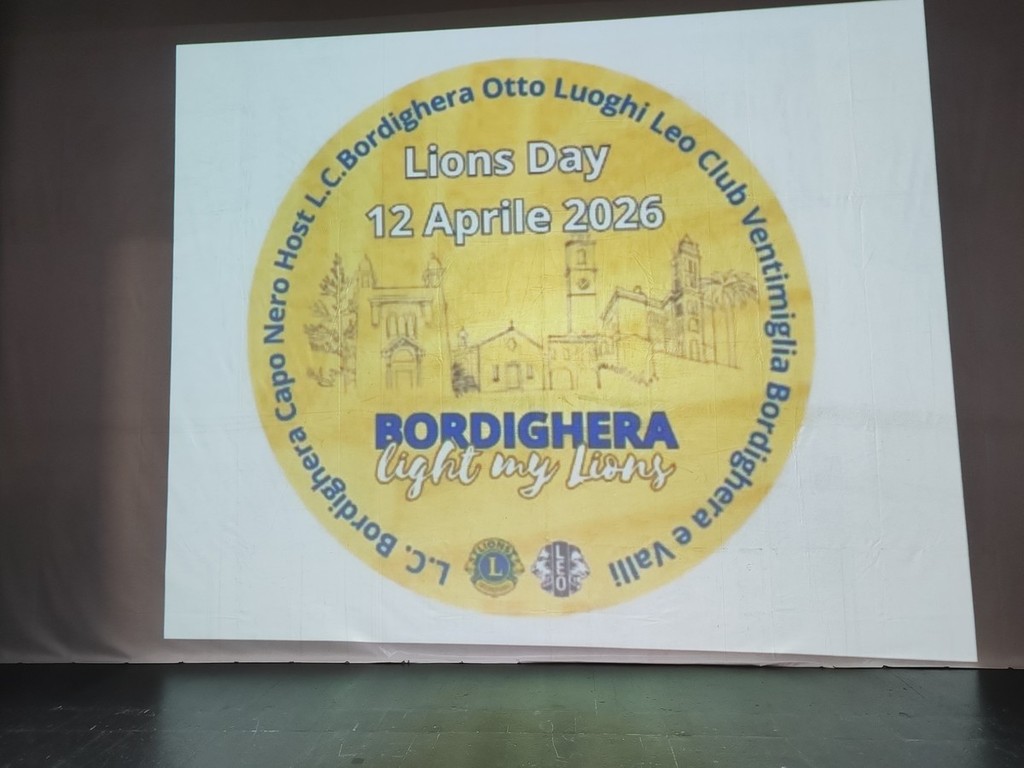 L.C. Bordighera Capo Nero Host L.C.Bordighera Otto Luoghi Leo Club Ventimiglia Bordighera e Valli
Lions Day
12 Aprile 2026
BORDIGHERA
light my Lions
LIONS
L
LEO